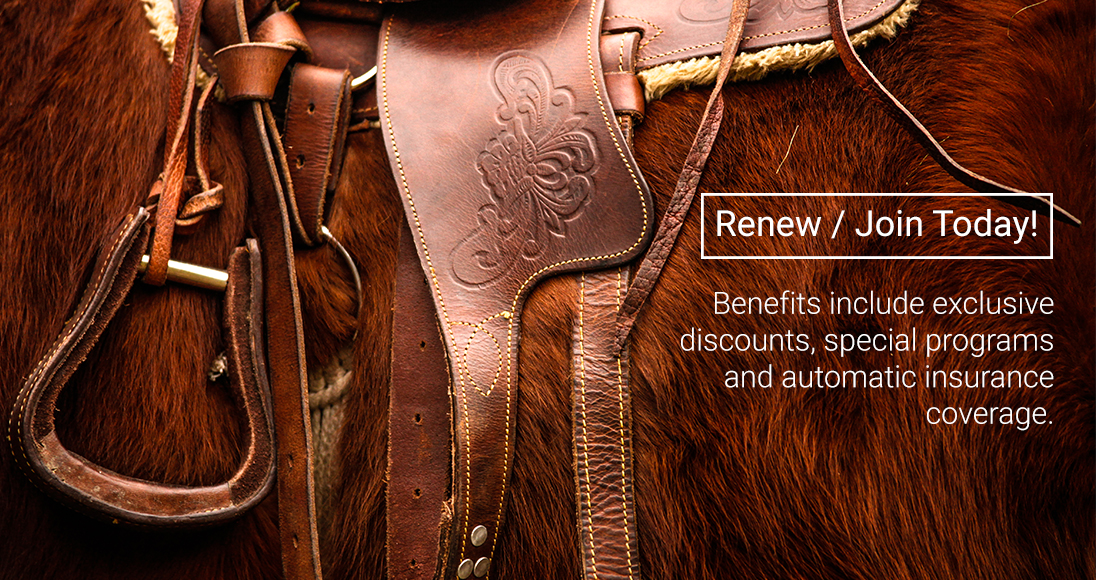 Renew / Join Today!
Benefits include exclusive
discounts, special programs
and automatic insurance
coverage.